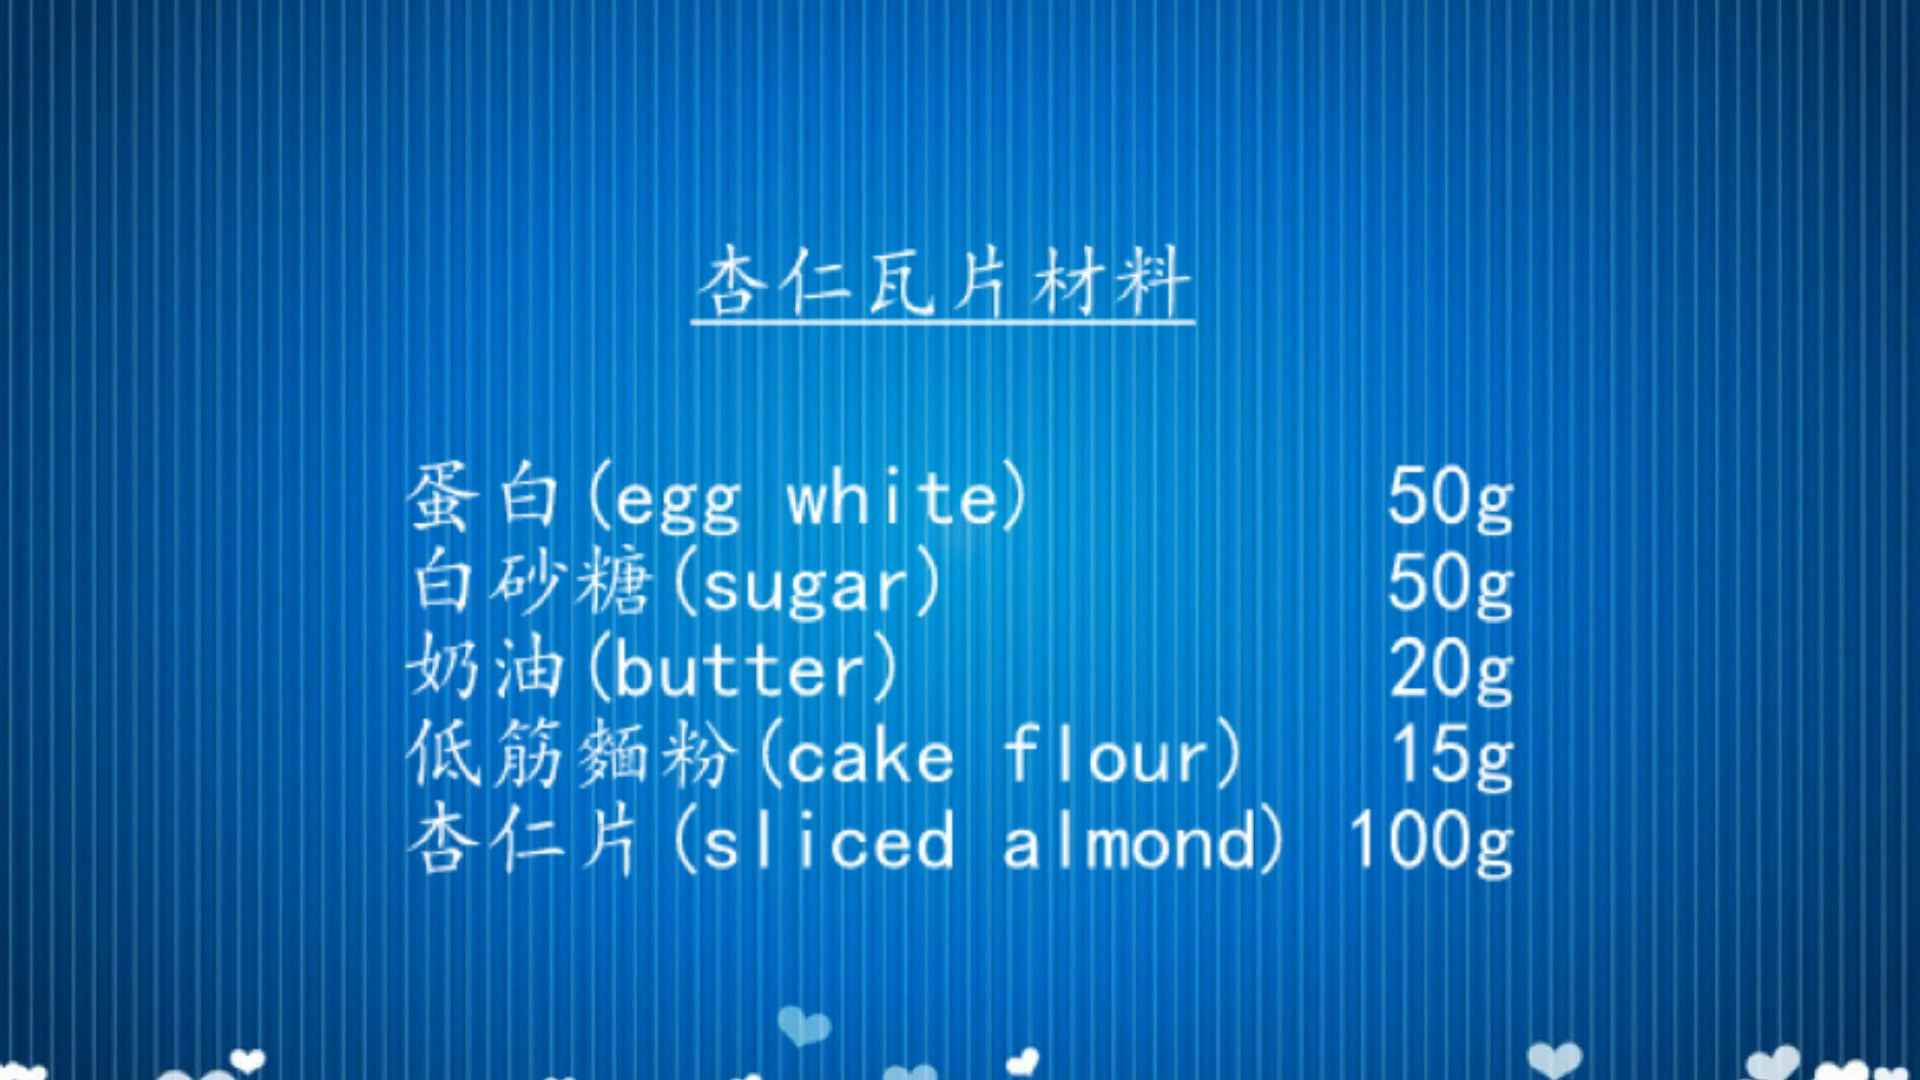 杏仁瓦片材料
蛋白(egg white) 50g
白砂糖(sugar) 50g
奶油(butter) 20g
低筋麵粉(cake flour) 15g
杏仁片(sliced almond) 100g